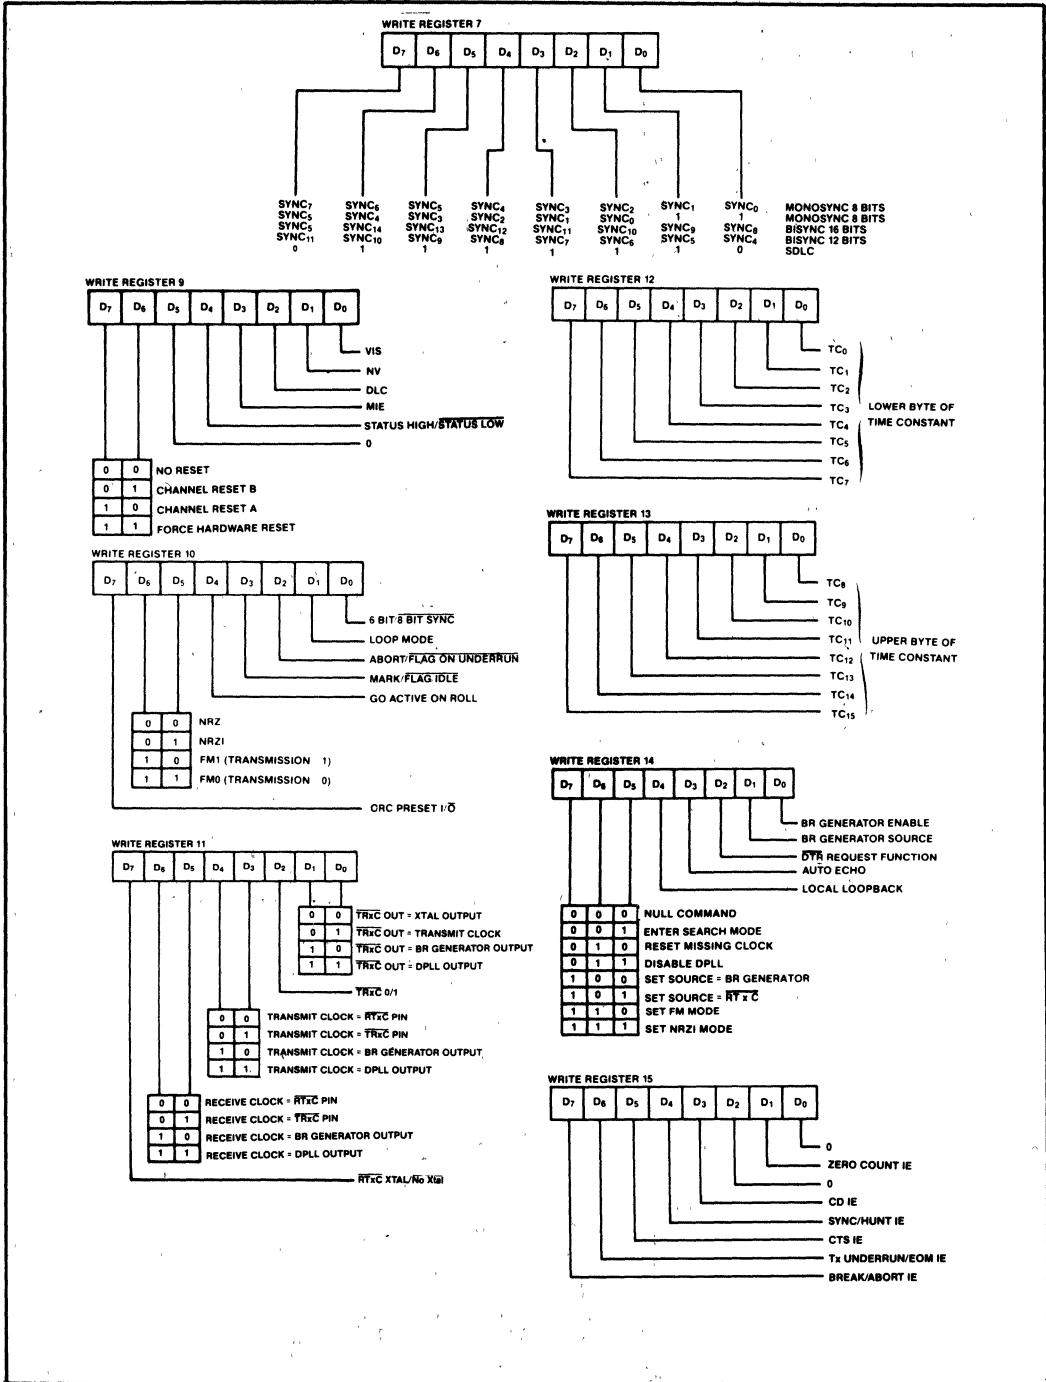 WRITE REGISTER 7
D7 D6 D5 D4 D3 D2 D1 D0
SYNC7 SYNC6 SYNC5 SYNC4 SYNC3 SYNC2 SYNC1 SYNC0 MONOSYNC 8 BITS
SYNC5 SYNC4 SYNC3 SYNC2 SYNC1 SYNC0 1 1 MONOSYNC 8 BITS
SYNC5 SYNC14 SYNC13 SYNC12 SYNC11 SYNC10 SYNC9 SYNC8 BISYNC 16 BITS
SYNC11 SYNC10 SYNC9 SYNC8 SYNC7 SYNC6 SYNC5 SYNC4 BISYNC 12 BITS
0 1 1 1 1 1 1 0 SDLC
WRITE REGISTER 9
D7 D6 D5 D4 D3 D2 D1 D0
VIS
NV
DLC
MIE
STATUS HIGH/STATUS LOW
0
0 0 NO RESET
0 1 CHANNEL RESET B
1 0 CHANNEL RESET A
1 1 FORCE HARDWARE RESET
WRITE REGISTER 10
D7 D6 D5 D4 D3 D2 D1 D0
6 BIT/8 BIT SYNC
LOOP MODE
ABORT/FLAG ON UNDERRUN
MARK/FLAG IDLE
GO ACTIVE ON ROLL
0 0 NRZ
0 1 NRZI
1 0 FM1 (TRANSMISSION 1)
1 1 FM0 (TRANSMISSION 0)
ORC PRESET I/O
WRITE REGISTER 11
D7 D6 D5 D4 D3 D2 D1 D0
0 0 TRxC OUT = XTAL OUTPUT
0 1 TRxC OUT = TRANSMIT CLOCK
1 0 TRxC OUT = BR GENERATOR OUTPUT
1 1 TRxC OUT = DPLL OUTPUT
TRxC 0/1
0 0 TRANSMIT CLOCK = RTxC PIN
0 1 TRANSMIT CLOCK = TRxC PIN
1 0 TRANSMIT CLOCK = BR GENERATOR OUTPUT
1 1 TRANSMIT CLOCK = DPLL OUTPUT
0 0 RECEIVE CLOCK = RTxC PIN
0 1 RECEIVE CLOCK = TRxC PIN
1 0 RECEIVE CLOCK = BR GENERATOR OUTPUT
1 1 RECEIVE CLOCK = DPLL OUTPUT
RTxC XTAL/No Xtal
WRITE REGISTER 12
D7 D6 D5 D4 D3 D2 D1 D0
TC0
TC1
TC2
TC3 LOWER BYTE OF
TC4 TIME CONSTANT
TC5
TC6
TC7
WRITE REGISTER 13
D7 D6 D5 D4 D3 D2 D1 D0
TC8
TC9
TC10
TC11 UPPER BYTE OF
TC12 TIME CONSTANT
TC13
TC14
TC15
WRITE REGISTER 14
D7 D6 D5 D4 D3 D2 D1 D0
BR GENERATOR ENABLE
BR GENERATOR SOURCE
DTR REQUEST FUNCTION
AUTO ECHO
LOCAL LOOPBACK
0 0 0 NULL COMMAND
0 0 1 ENTER SEARCH MODE
0 1 0 RESET MISSING CLOCK
0 1 1 DISABLE DPLL
1 0 0 SET SOURCE = BR GENERATOR
1 0 1 SET SOURCE = RT x C
1 1 0 SET FM MODE
1 1 1 SET NRZI MODE
WRITE REGISTER 15
D7 D6 D5 D4 D3 D2 D1 D0
0
ZERO COUNT IE
0
CD IE
SYNC/HUNT IE
CTS IE
Tx UNDERRUN/EOM IE
BREAK/ABORT IE